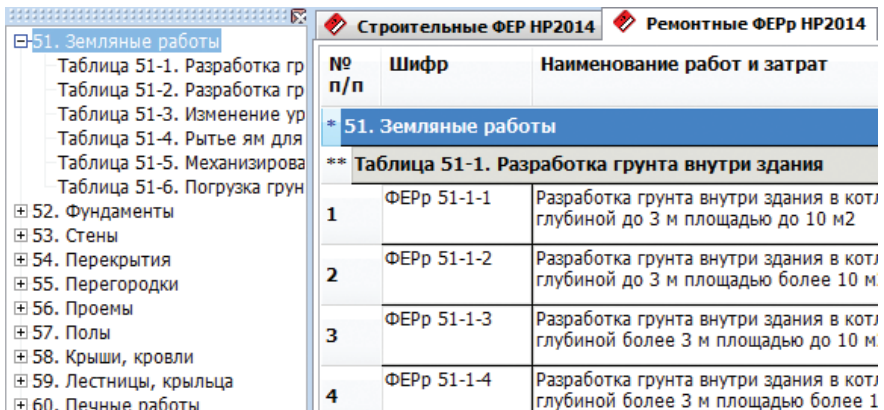 51. Земляные работы
Таблица 51-1. Разработка гр
Таблица 51-2. Разработка гр
Таблица 51-3. Изменение ур
Таблица 51-4. Рытье ям для
Таблица 51-5. Механизирова
Таблица 51-6. Погрузка грун
52. Фундаменты
53. Стены
54. Перекрытия
55. Перегородки
56. Проемы
57. Полы
58. Крыши, кровли
59. Лестницы, крыльца
60. Печные работы
Строительные ФЕР НР2014
Ремонтные ФЕРр НР2014
№ п/п Шифр Наименование работ и затрат
* 51. Земляные работы
** Таблица 51-1. Разработка грунта внутри здания
1 ФЕРр 51-1-1 Разработка грунта внутри здания в котл
глубиной до 3 м площадью до 10 м2
2 ФЕРр 51-1-2 Разработка грунта внутри здания в котл
глубиной до 3 м площадью более 10 м
3 ФЕРр 51-1-3 Разработка грунта внутри здания в котл
глубиной более 3 м площадью до 10 м
4 ФЕРр 51-1-4 Разработка грунта внутри здания в котл
глубиной более 3 м площадью более 1